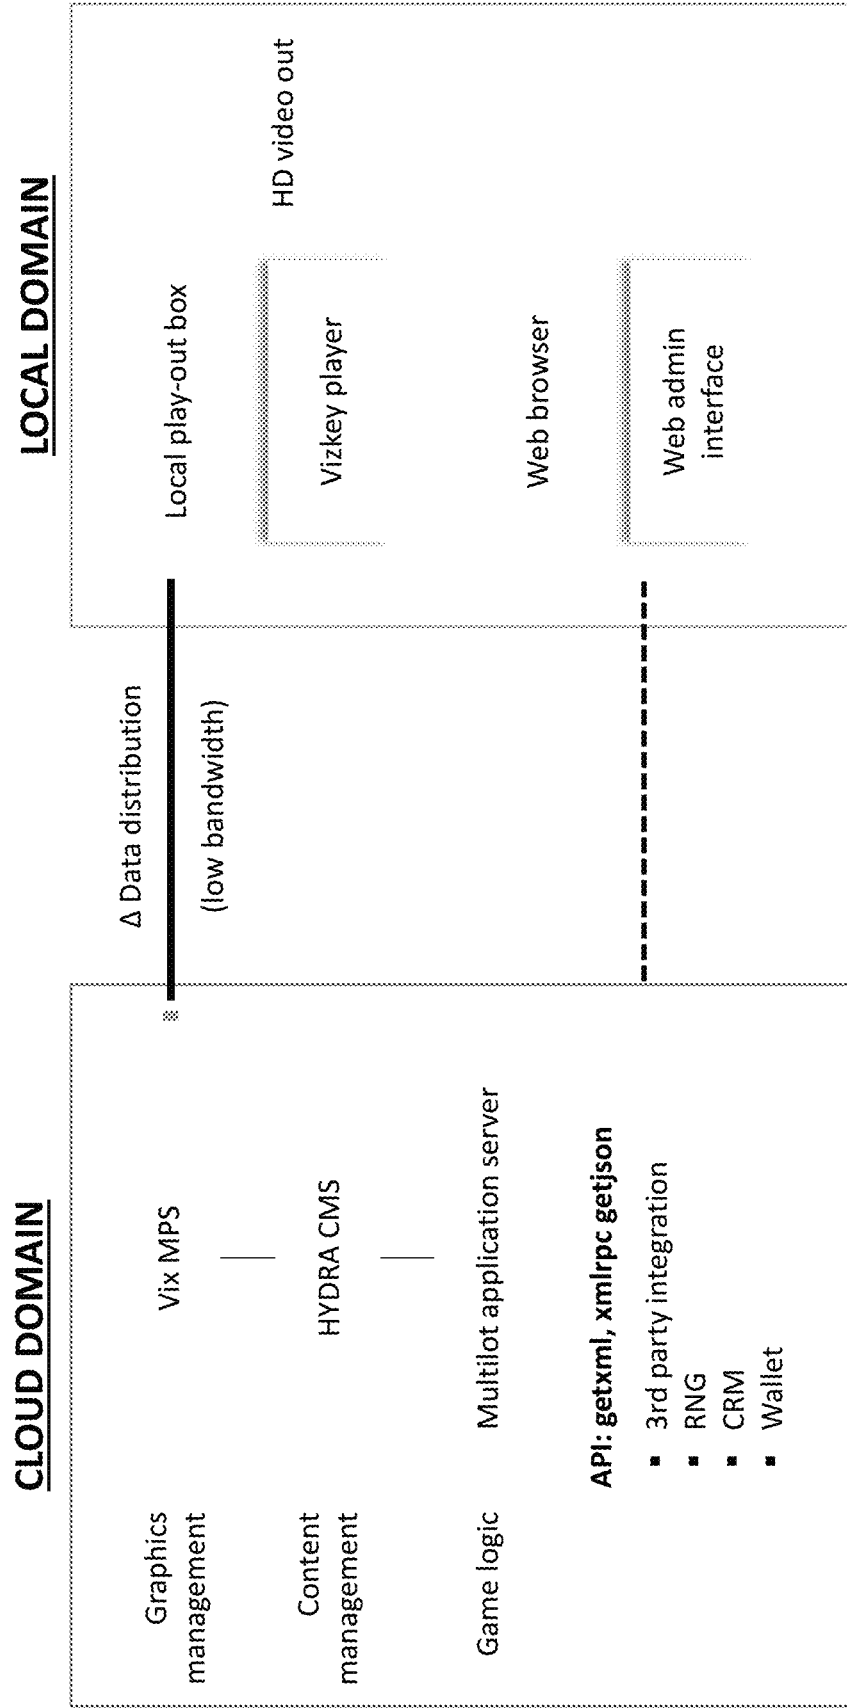 CLOUD DOMAIN
Graphics
management
Vix MPS
Content
management
HYDRA CMS
Game logic
Multilot application server
API: getxml, xmlrpc getjson
▪ 3rd party integration
▪ RNG
▪ CRM
▪ Wallet
Δ Data distribution
(low bandwidth)
LOCAL DOMAIN
Local play-out box
HD video out
Vizkey player
Web browser
Web admin
interface